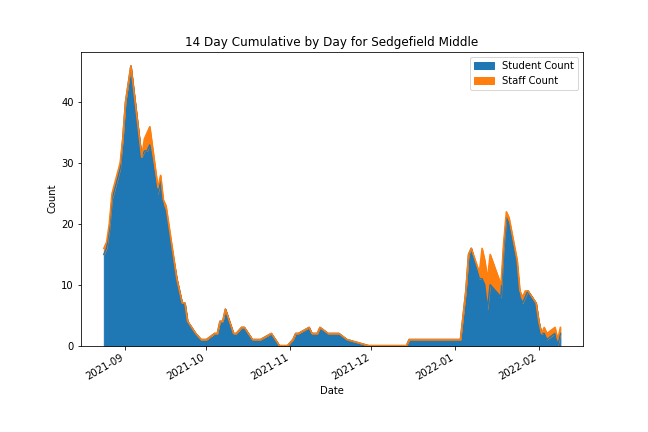 14 Day Cumulative by Day for Sedgefield Middle
Student Count
Staff Count
Count
40
30
20
10
0
2021-09
2021-10
2021-11
2021-12
2022-01
2022-02
Date